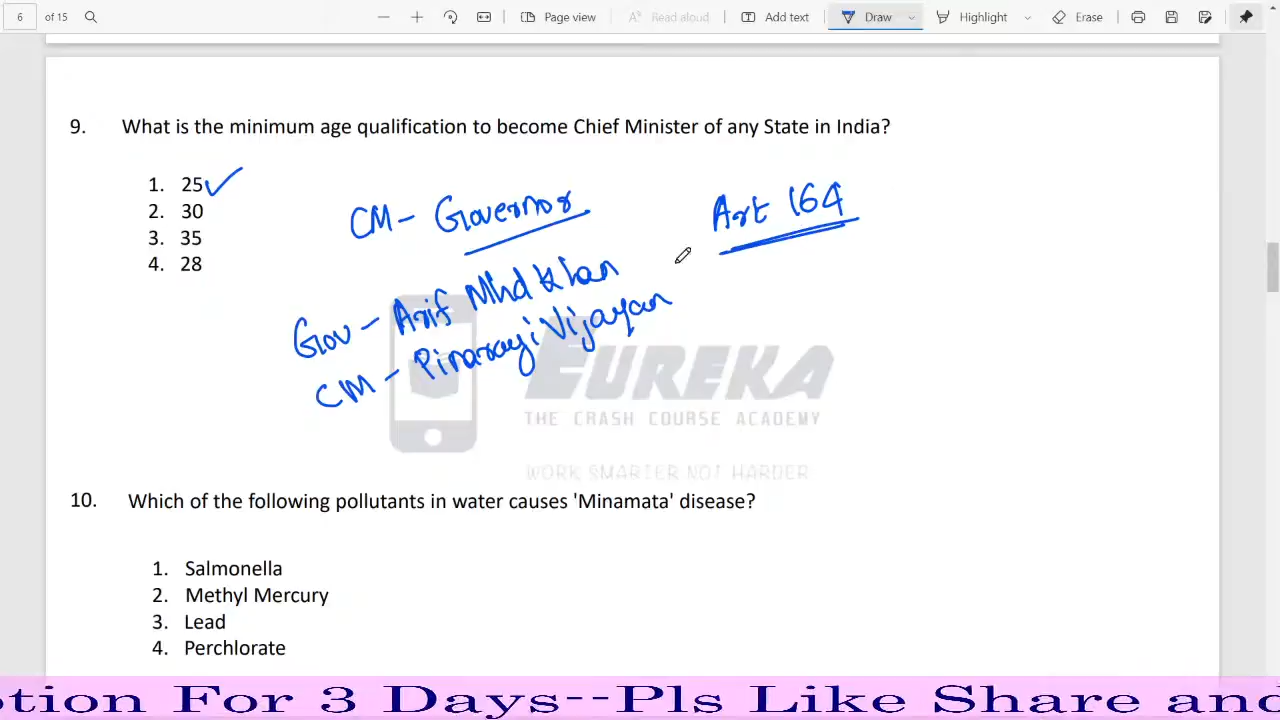 6 of 15 Page view Read aloud Add text Draw Highlight Erase
9. What is the minimum age qualification to become Chief Minister of any State in India?
1. 25
2. 30
3. 35
4. 28
CM - Governor
Art 164
Gov - Arif Mhd Khan
CM - Pinarayi Vijayan
EUREKA
THE CRASH COURSE ACADEMY
WORK SMARTER NOT HARDER
10. Which of the following pollutants in water causes 'Minamata' disease?
1. Salmonella
2. Methyl Mercury
3. Lead
4. Perchlorate
otion For 3 Days--Pls Like Share and